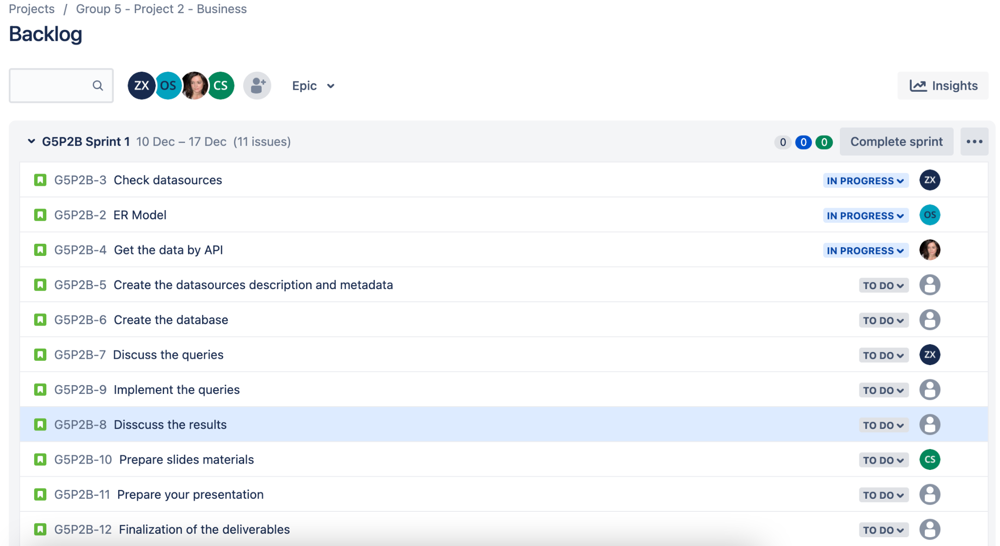 Projects / Group 5 - Project 2 - Business
Backlog
ZX OS CS Epic Insights
G5P2B Sprint 1 10 Dec – 17 Dec (11 issues) 0 0 0 Complete sprint
G5P2B-3 Check datasources IN PROGRESS ZX
G5P2B-2 ER Model IN PROGRESS OS
G5P2B-4 Get the data by API IN PROGRESS
G5P2B-5 Create the datasources description and metadata TO DO
G5P2B-6 Create the database TO DO
G5P2B-7 Discuss the queries TO DO ZX
G5P2B-9 Implement the queries TO DO
G5P2B-8 Disscuss the results TO DO
G5P2B-10 Prepare slides materials TO DO CS
G5P2B-11 Prepare your presentation TO DO
G5P2B-12 Finalization of the deliverables TO DO